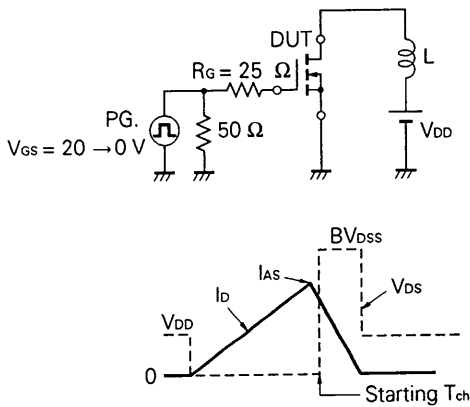 DUT
RG = 25 Ω
L
PG.
50 Ω
VGS = 20 → 0 V
VDD
BVDSS
IAS
ID
VDS
VDD
0
Starting Tch